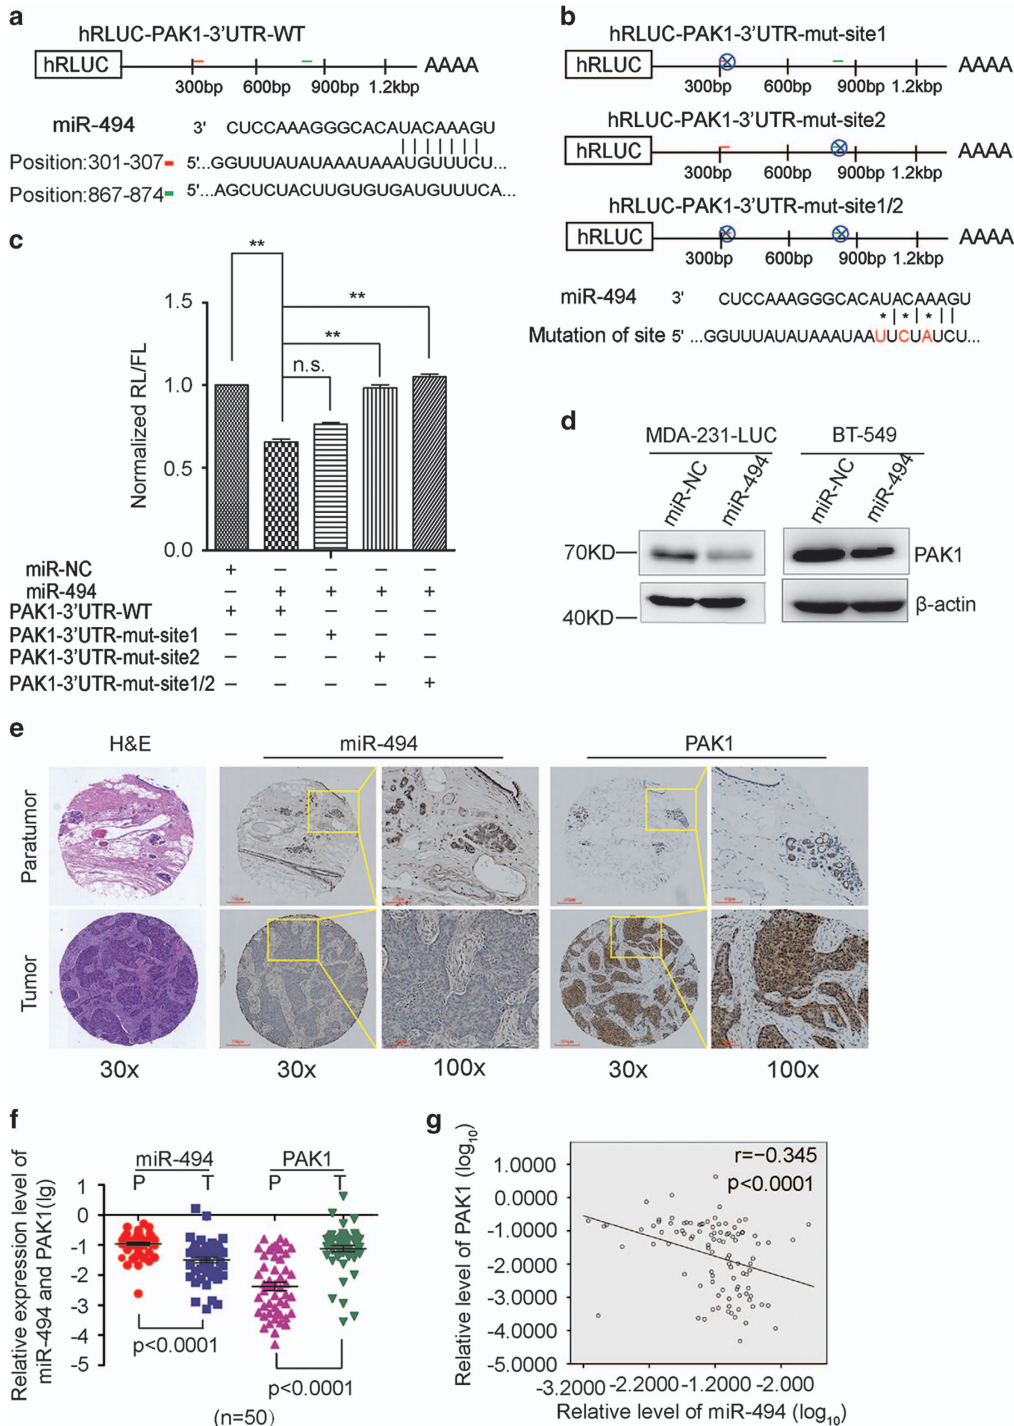 a
hRLUC-PAK1-3'UTR-WT
hRLUC
AAAA
300bp 600bp 900bp 1.2kbp
miR-494 3' CUCCAAAGGGCACAUACAAAGU
Position:301-307 5'...GGUUUAUAUAAAUAAAUGUUUCU...
Position:867-874 5'...AGCUCUACUUGUGUGAUGUUUCA...
b
hRLUC-PAK1-3'UTR-mut-site1
hRLUC
AAAA
300bp 600bp 900bp 1.2kbp
hRLUC-PAK1-3'UTR-mut-site2
hRLUC
AAAA
300bp 600bp 900bp 1.2kbp
hRLUC-PAK1-3'UTR-mut-site1/2
hRLUC
AAAA
300bp 600bp 900bp 1.2kbp
miR-494 3' CUCCAAAGGGCACAUACAAAGU
* * *
Mutation of site 5' ...GGUUUAUAUAAAUAAUUCUAUCU...
c
** ** ** n.s.
Normalized RL/FL
1.5
1.0
0.5
0.0
miR-NC + − − − −
miR-494 − + + + +
PAK1-3'UTR-WT + + − − −
PAK1-3'UTR-mut-site1 − − + − −
PAK1-3'UTR-mut-site2 − − − + −
PAK1-3'UTR-mut-site1/2 − − − − +
d
MDA-231-LUC BT-549
miR-NC miR-494 miR-NC miR-494
70KD PAK1
40KD β-actin
e
H&E miR-494 PAK1
Paratumor
Tumor
30x 30x 100x 30x 100x
f
Relative expression level of
miR-494 and PAK1(lg)
miR-494 PAK1
P T P T
1
0
-1
-2
-3
-4
-5
p<0.0001
p<0.0001
(n=50)
g
Relative level of PAK1 (log10)
r=−0.345
p<0.0001
1.0000
0.0000
-1.0000
-2.0000
-3.0000
-4.0000
-5.0000
-3.2000 -2.2000 -1.2000 -2.0000
Relative level of miR-494 (log10)